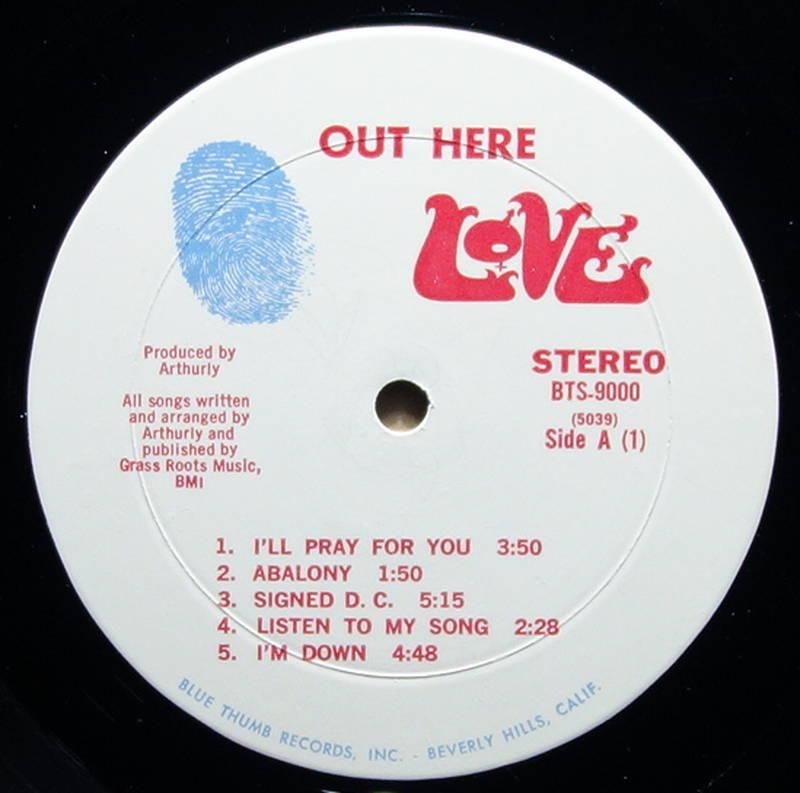 OUT HERE
LOVE
Produced by
Arthurly
All songs written
and arranged by
Arthurly and
published by
Grass Roots Music,
BMI
STEREO
BTS-9000
(5039)
Side A (1)
1. I'LL PRAY FOR YOU 3:50
2. ABALONY 1:50
3. SIGNED D. C. 5:15
4. LISTEN TO MY SONG 2:28
5. I'M DOWN 4:48
BLUE THUMB RECORDS, INC. - BEVERLY HILLS, CALIF.